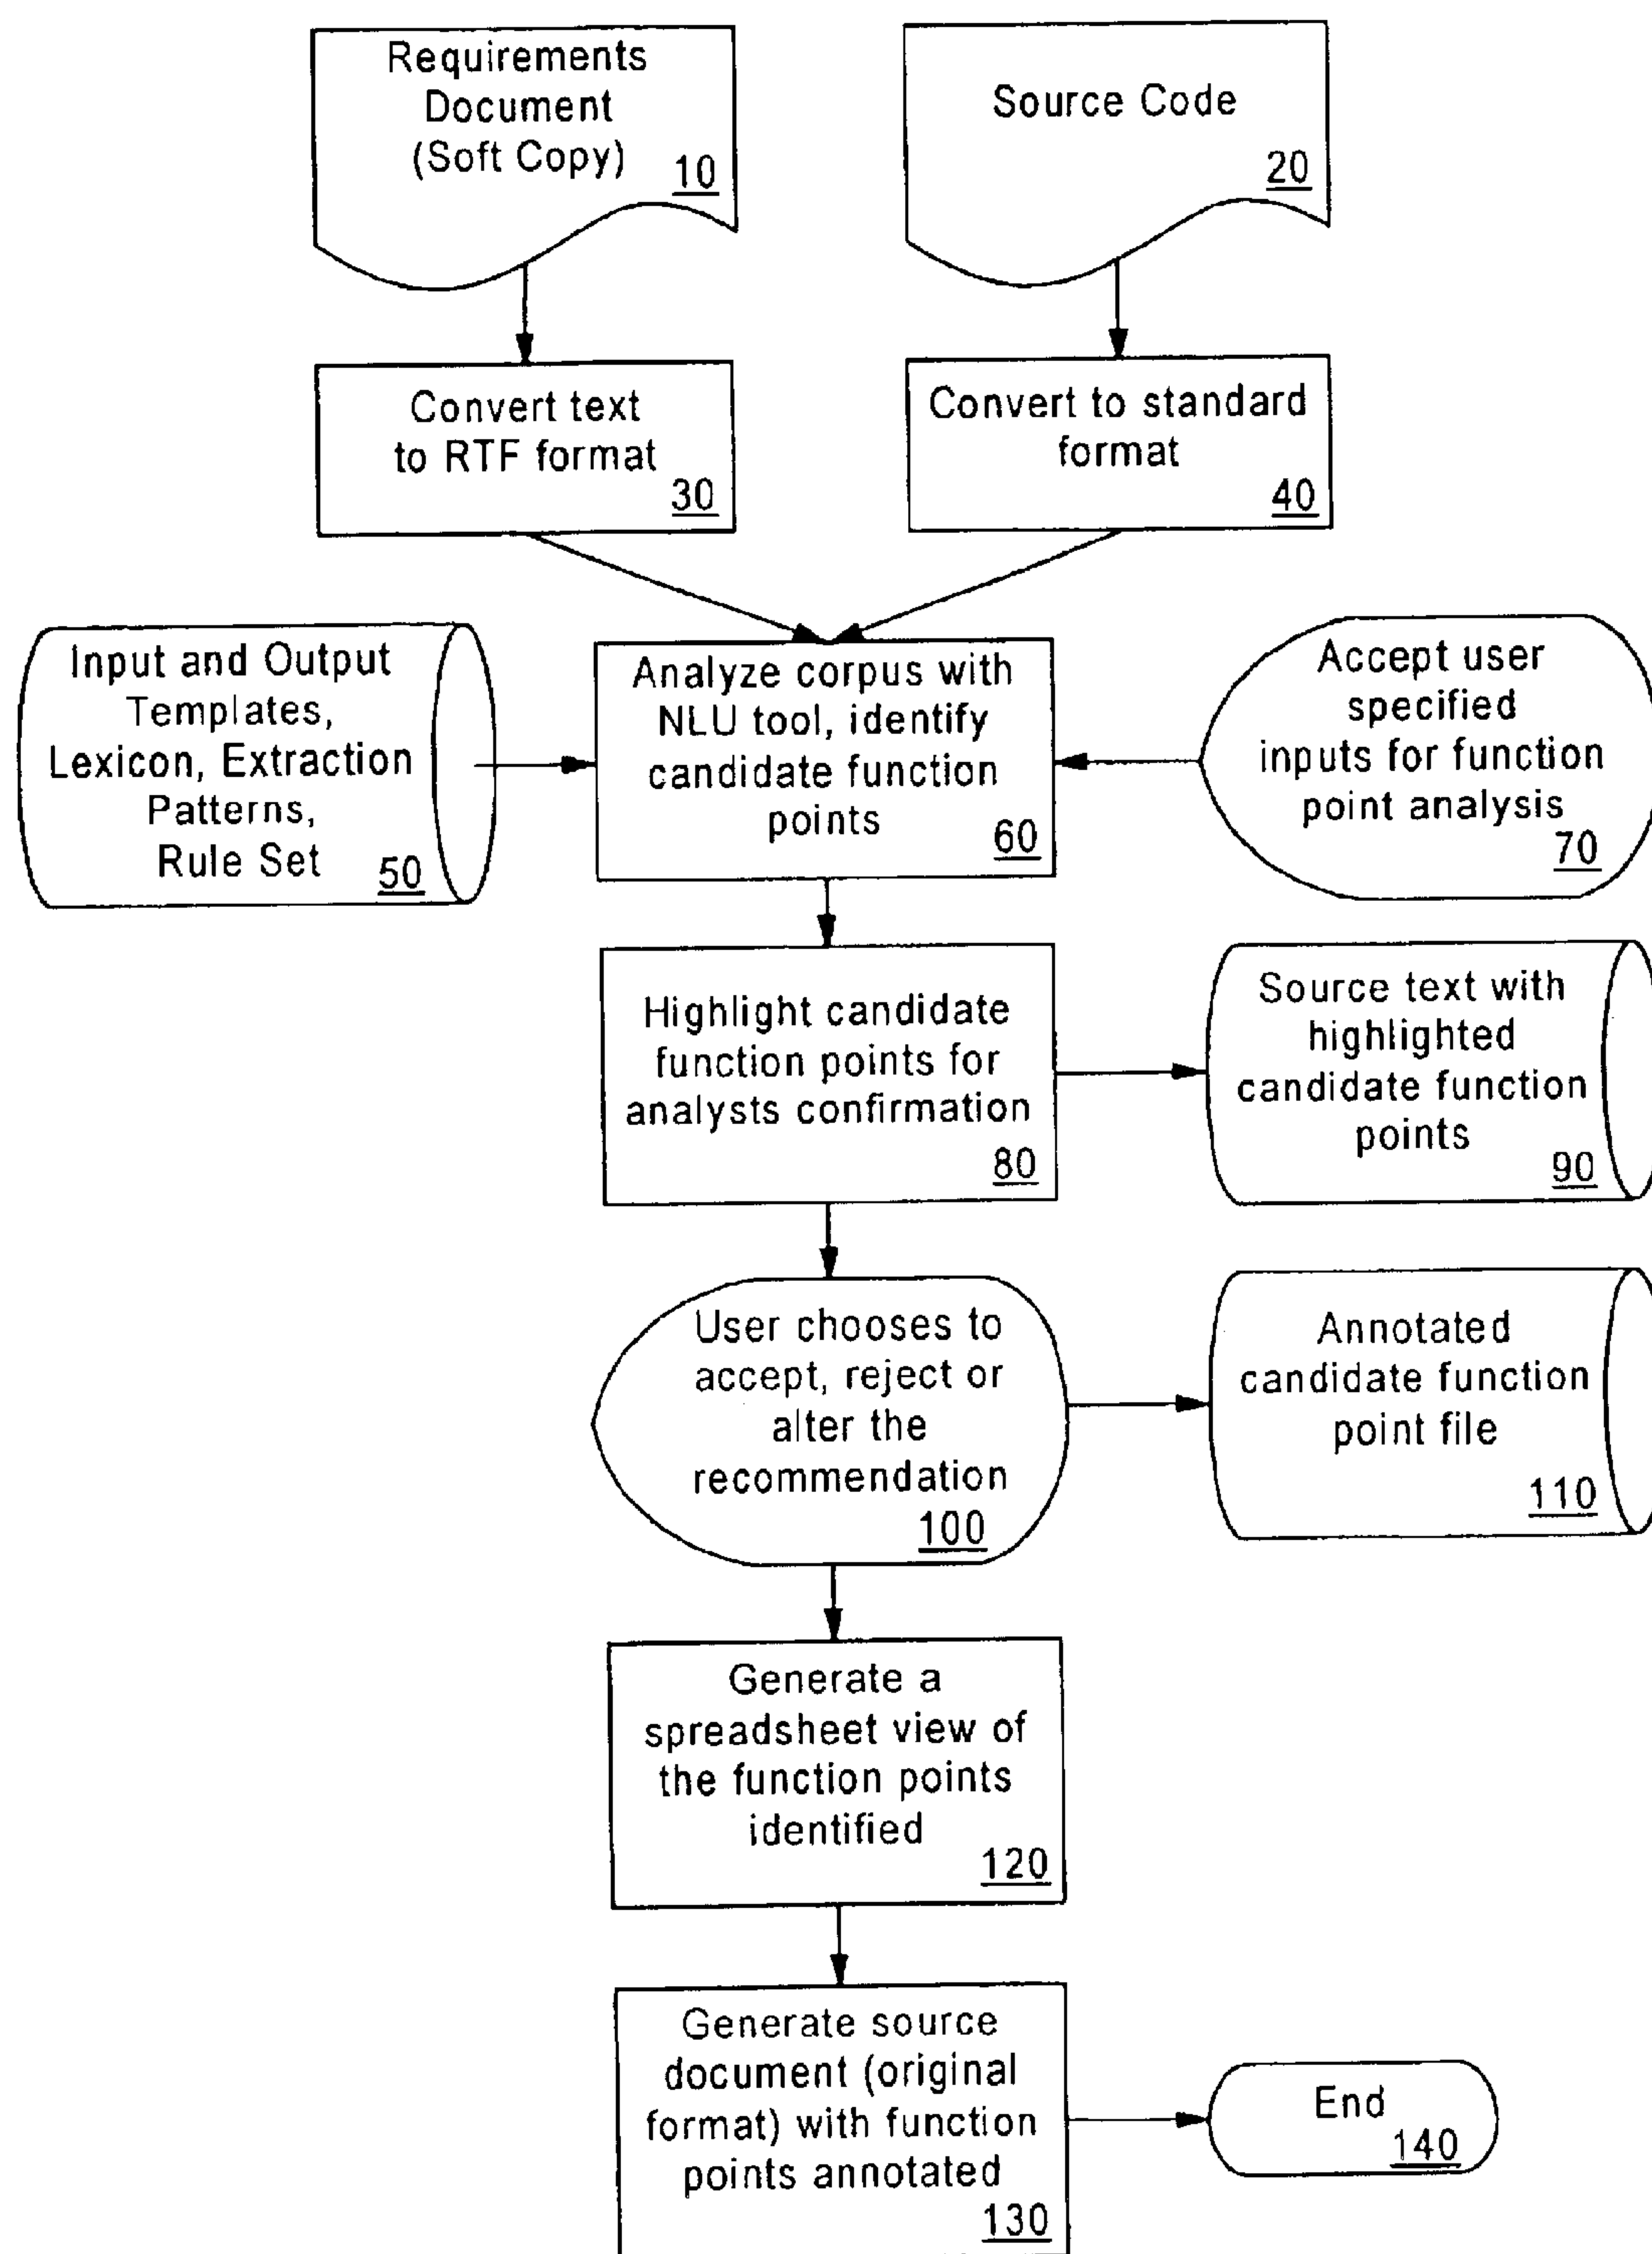 Requirements
Document
(Soft Copy)
10
Source Code
20
Convert text
to RTF format
30
Convert to standard
format
40
Input and Output
Templates,
Lexicon, Extraction
Patterns,
Rule Set
50
Analyze corpus with
NLU tool, identify
candidate function
points
60
Accept user
specified
inputs for function
point analysis
70
Highlight candidate
function points for
analysts confirmation
80
Source text with
highlighted
candidate function
points
90
User chooses to
accept, reject or
alter the
recommendation
100
Annotated
candidate function
point file
110
Generate a
spreadsheet view of
the function points
identified
120
Generate source
document (original
format) with function
points annotated
130
End
140